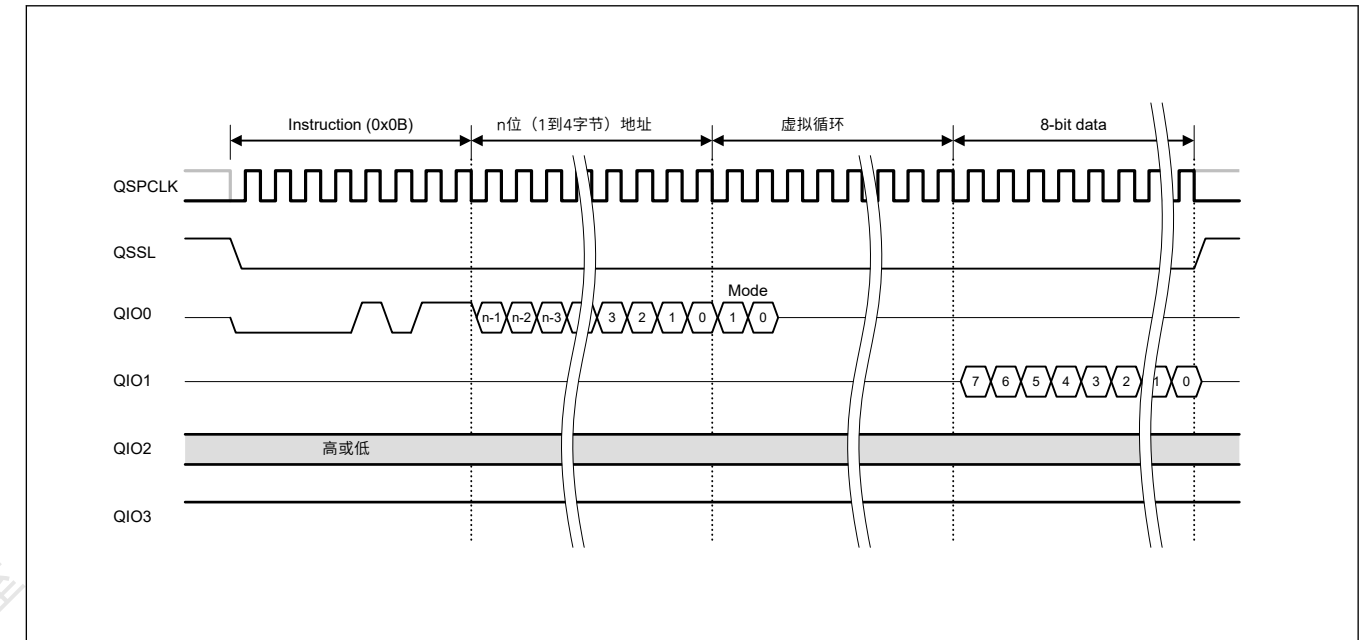 Instruction (0x0B) n位（1到4字节）地址 虚拟循环 8-bit data
QSPCLK
QSSL
Mode
QIO0 n-1 n-2 n-3 3 2 1 0 1 0
QIO1 7 6 5 4 3 2 1 0
QIO2 高或低
QIO3